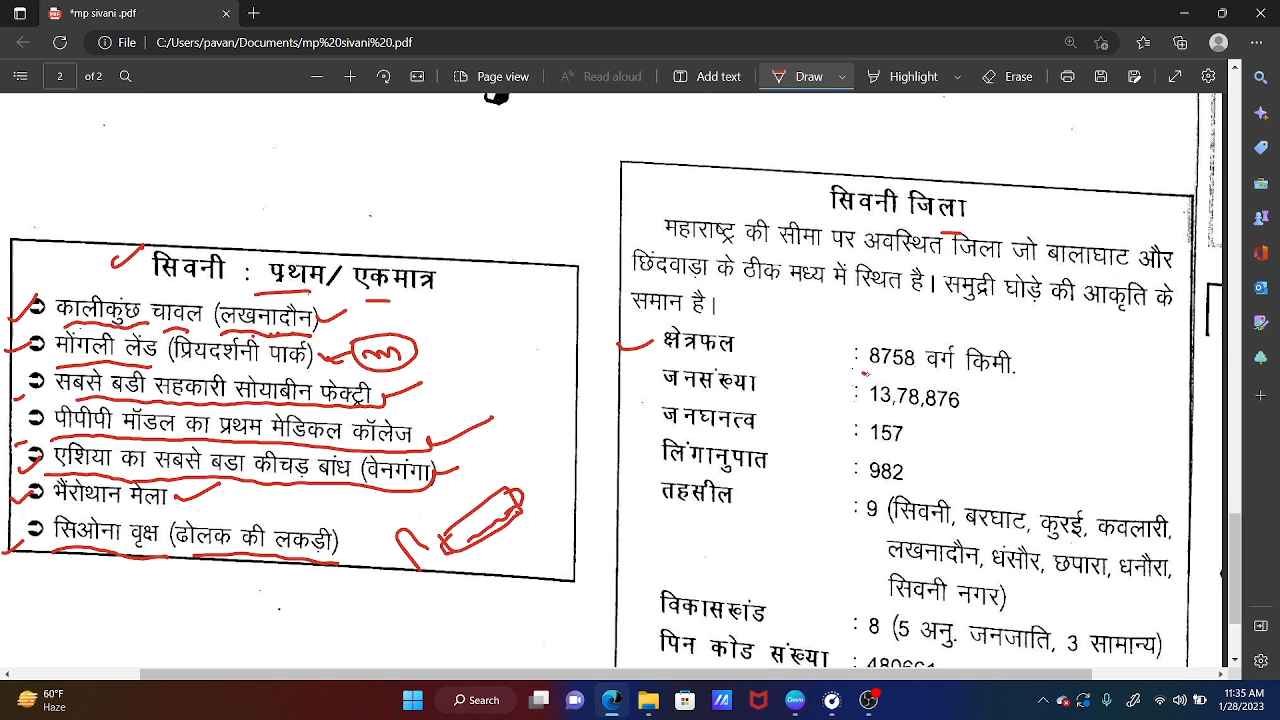 *mp sivani .pdf
File C:/Users/pavan/Documents/mp%20sivani%20.pdf
2 of 2 Page view Read aloud Add text Draw Highlight Erase
सिवनी : प्रथम/ एकमात्र
कालीकुंछ चावल (लखनादौन)
मोंगली लेंड (प्रियदर्शनी पार्क)
सबसे बडी सहकारी सोयाबीन फेक्ट्री
पीपीपी मॉडल का प्रथम मेडिकल कॉलेज
एशिया का सबसे बडा कीचड़ बांध (वेनगंगा)
भैंरोथान मेला
सिओना वृक्ष (ढोलक की लकड़ी)
सिवनी जिला
महाराष्ट्र की सीमा पर अवस्थित जिला जो बालाघाट और
छिंदवाड़ा के ठीक मध्य में स्थित है। समुद्री घोड़े की आकृति के
समान है।
क्षेत्रफल : 8758 वर्ग किमी.
जनसंख्या : 13,78,876
जनघनत्व : 157
लिंगानुपात : 982
तहसील : 9 (सिवनी, बरघाट, कुरई, कवलारी,
लखनादौन, धंसौर, छपारा, धनौरा,
सिवनी नगर)
विकासखंड : 8 (5 अनु. जनजाति, 3 सामान्य)
पिन कोड संख्या : 480661
60°F
Haze
Search
11:35 AM
1/28/2023